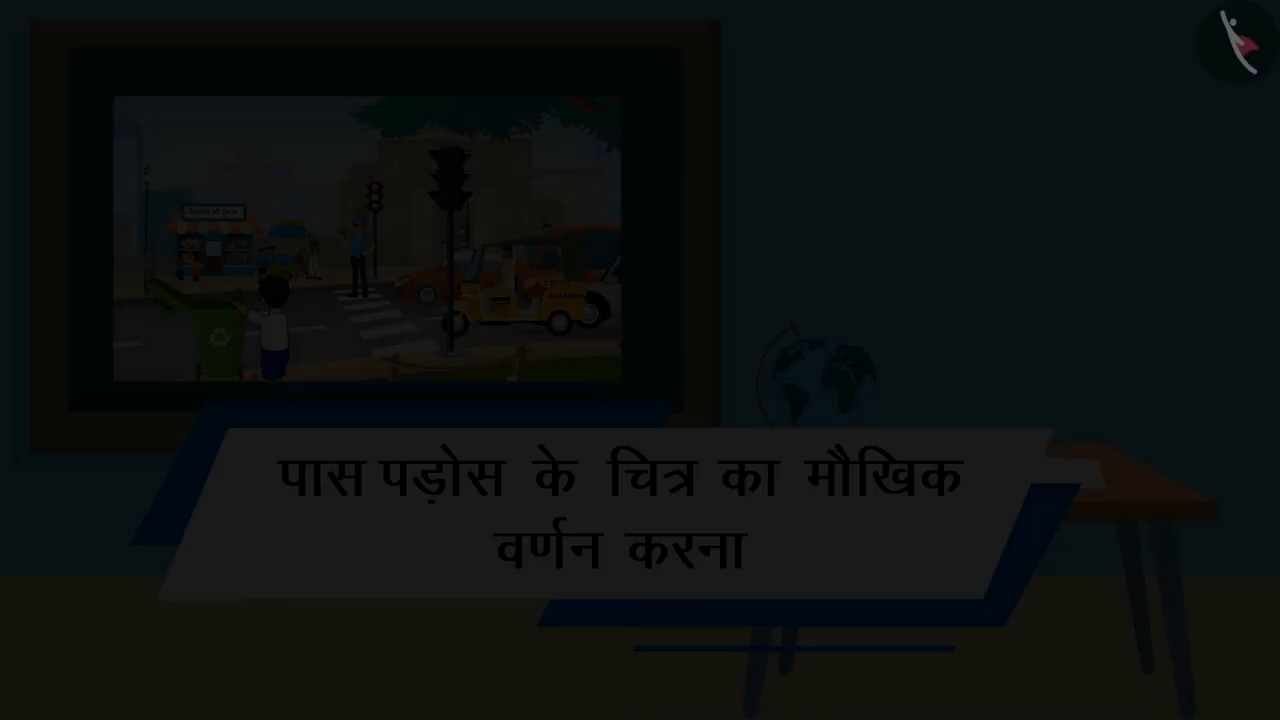 पास पड़ोस के चित्र का मौखिक
वर्णन करना